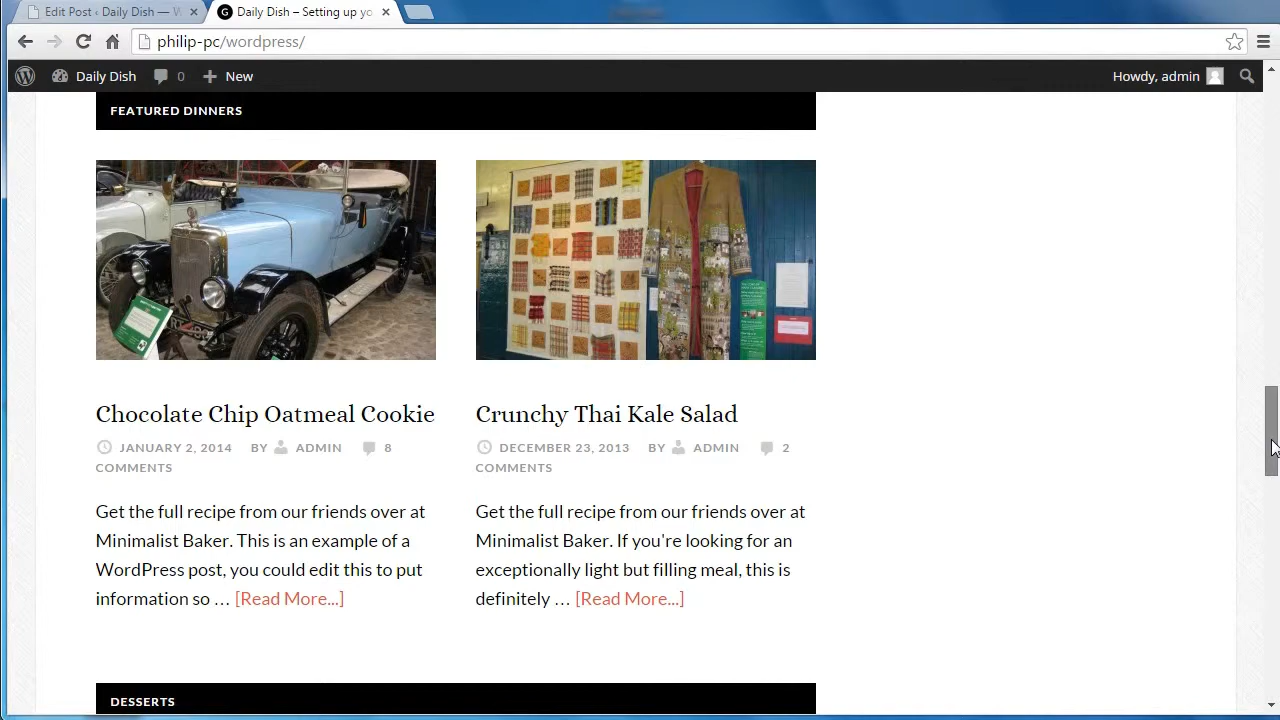 Edit Post ‹ Daily Dish — W
Daily Dish – Setting up yo
philip-pc/wordpress/
Daily Dish 0 New Howdy, admin
FEATURED DINNERS
Chocolate Chip Oatmeal Cookie
JANUARY 2, 2014 BY ADMIN 8
COMMENTS
Get the full recipe from our friends over at
Minimalist Baker. This is an example of a
WordPress post, you could edit this to put
information so … [Read More...]
Crunchy Thai Kale Salad
DECEMBER 23, 2013 BY ADMIN 2
COMMENTS
Get the full recipe from our friends over at
Minimalist Baker. If you're looking for an
exceptionally light but filling meal, this is
definitely … [Read More...]
DESSERTS